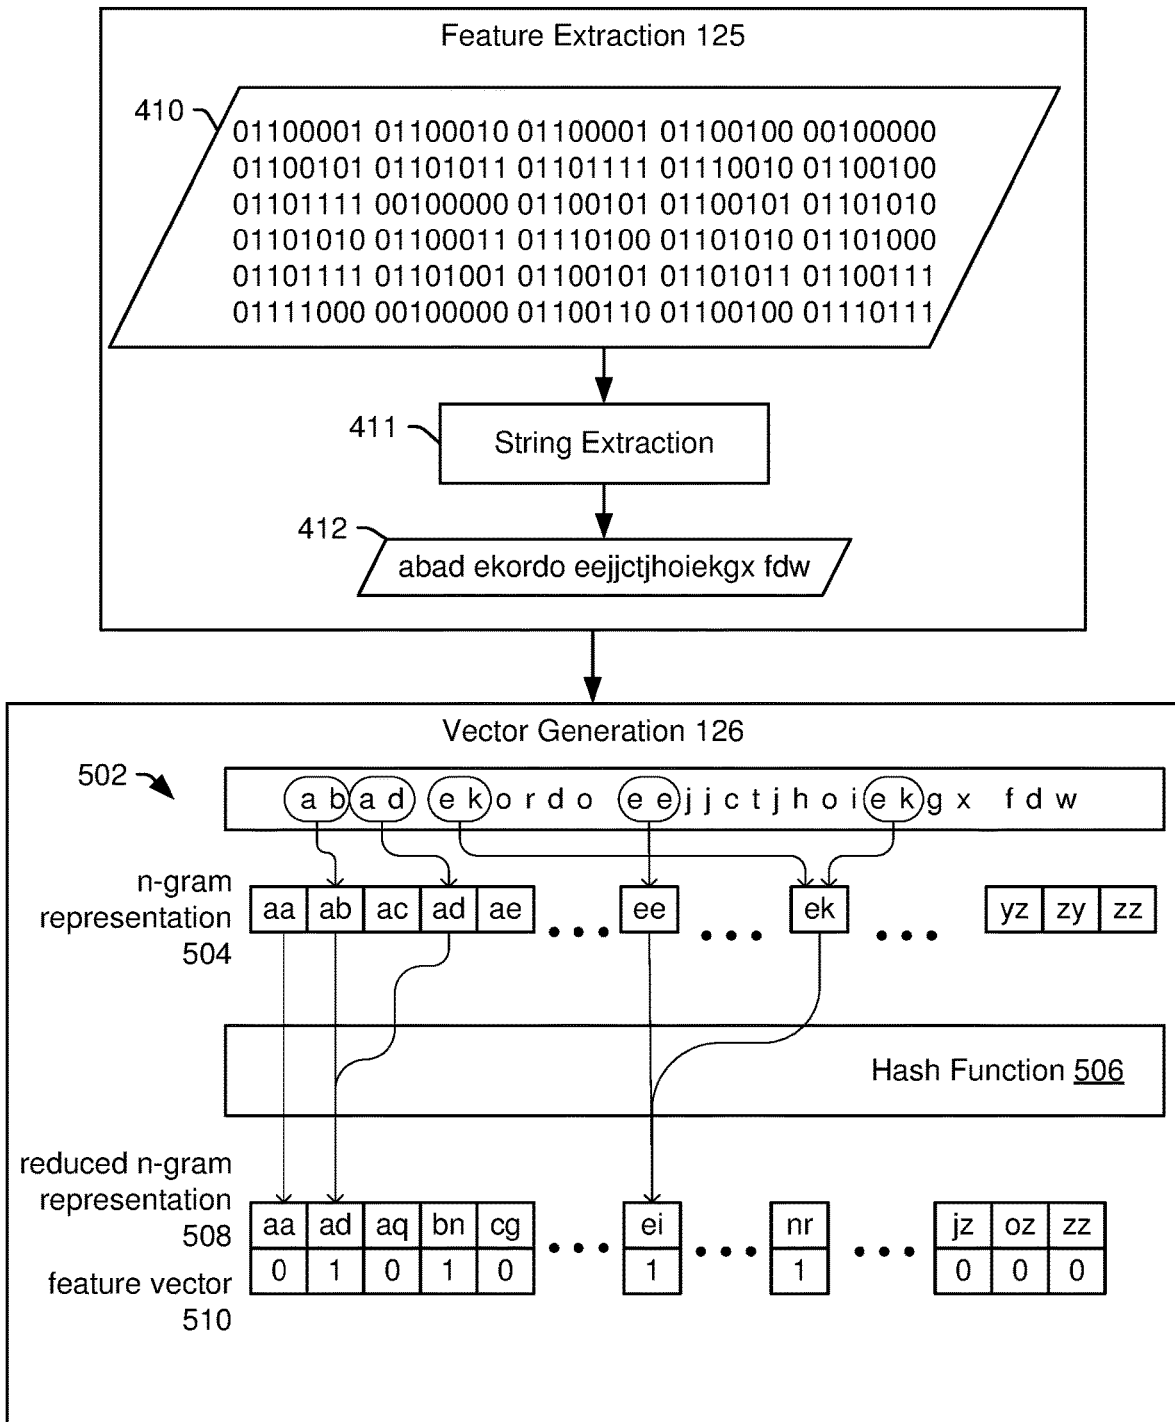 Feature Extraction 125
410
01100001 01100010 01100001 01100100 00100000
01100101 01101011 01101111 01110010 01100100
01101111 00100000 01100101 01100101 01101010
01101010 01100011 01110100 01101010 01101000
01101111 01101001 01100101 01101011 01100111
01111000 00100000 01100110 01100100 01110111
411
String Extraction
412
abad ekordo eejjctjhoiekgx fdw
Vector Generation 126
502
a b a d e k o r d o e e j j c t j h o i e k g x f d w
n-gram
representation
504
aa ab ac ad ae ••• ee ••• ek ••• yz zy zz
Hash Function 506
reduced n-gram
representation
508
aa ad aq bn cg ••• ei ••• nr ••• jz oz zz
feature vector
510
0 1 0 1 0 1 1 0 0 0